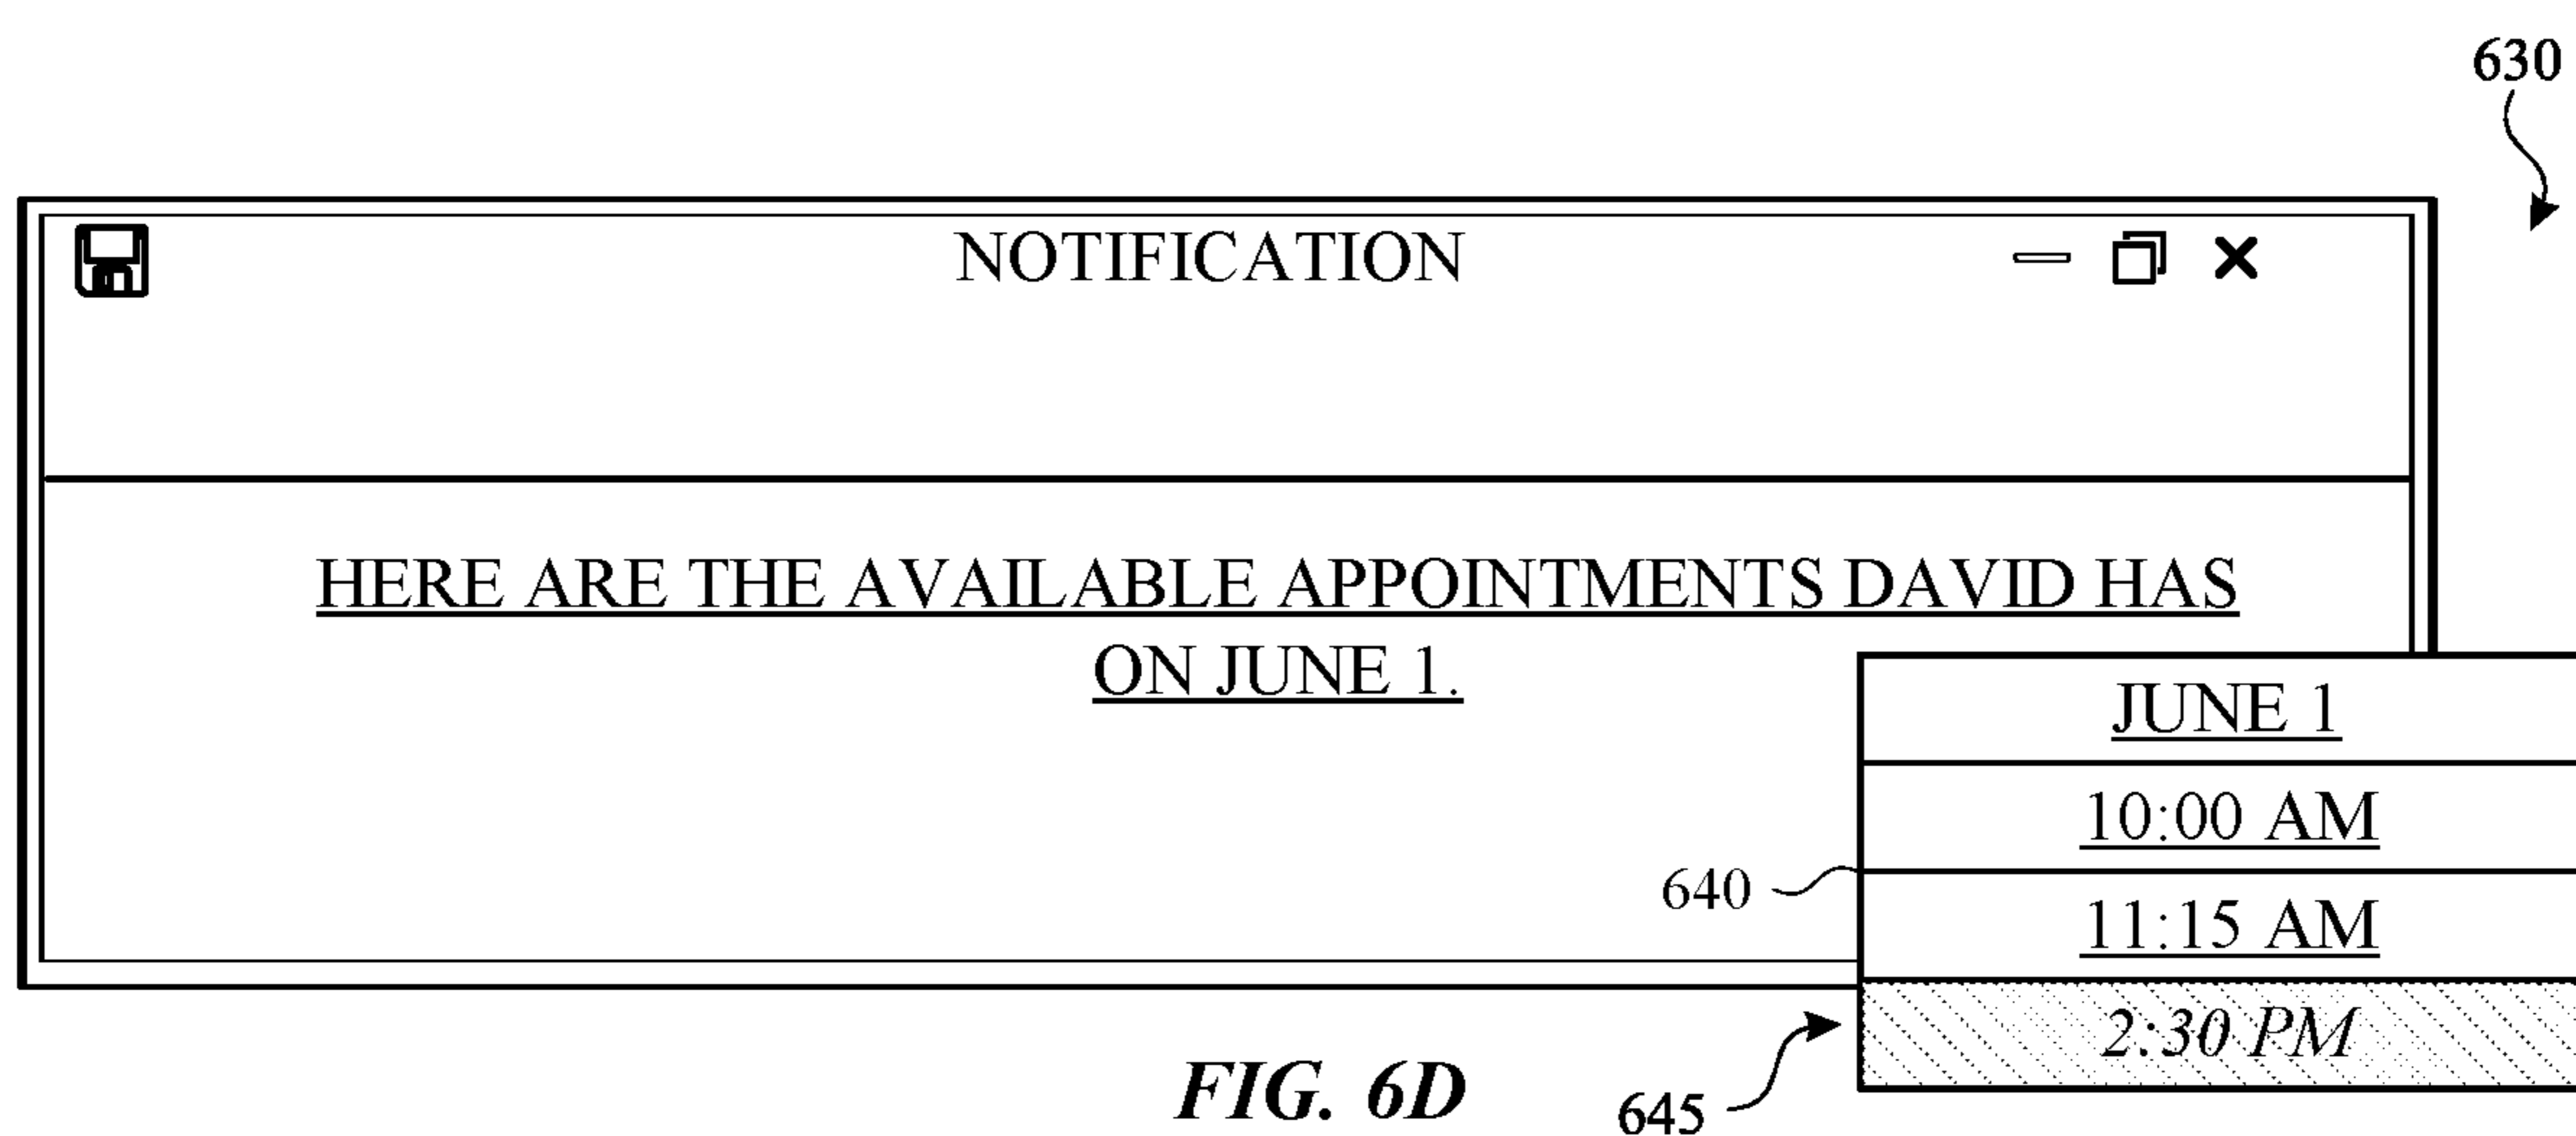 630
NOTIFICATION
HERE ARE THE AVAILABLE APPOINTMENTS DAVID HAS
ON JUNE 1.
JUNE 1
10:00 AM
640
11:15 AM
2:30 PM
645
FIG. 6D